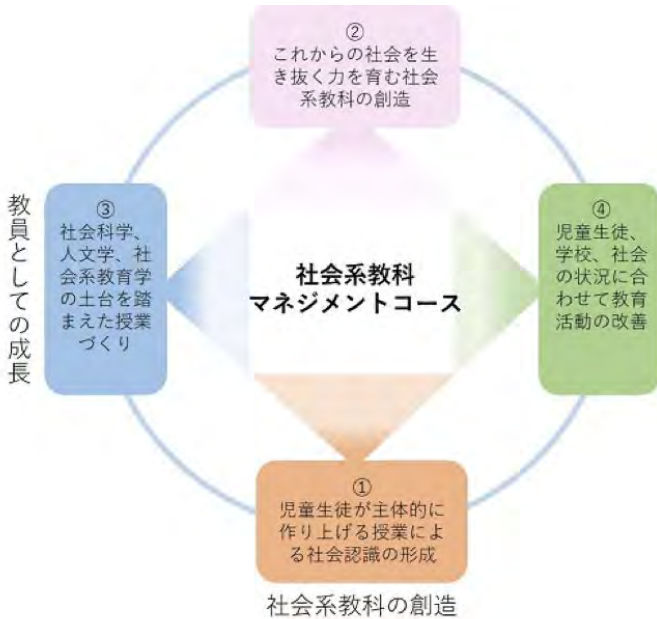 ②
これからの社会を生
き抜く力を育む社会
系教科の創造
教員としての成長
③
社会科学、
人文学、社
会系教育学
の土台を踏
まえた授業
づくり
社会系教科
マネジメントコース
④
児童生徒、
学校、社会
の状況に合
わせて教育
活動の改善
①
児童生徒が主体的に
作り上げる授業によ
る社会認識の形成
社会系教科の創造